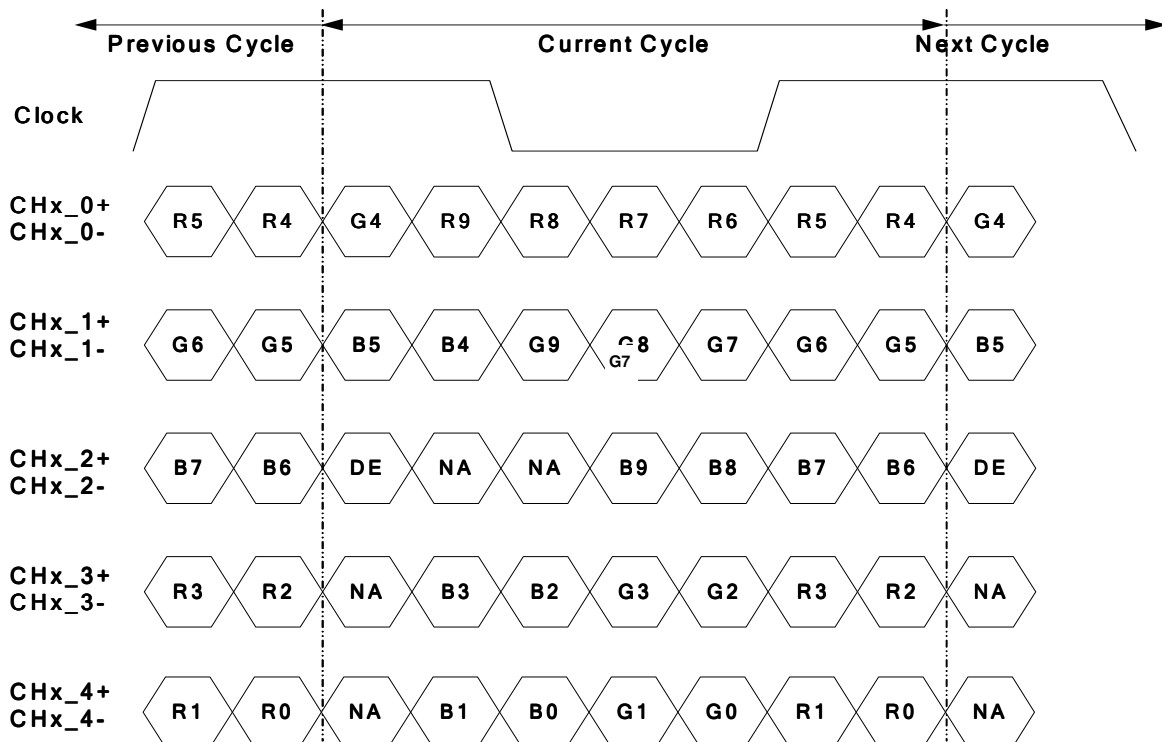 Previous Cycle Current Cycle Next Cycle
Clock
CHx_0+
CHx_0-
R5 R4 G4 R9 R8 R7 R6 R5 R4 G4
CHx_1+
CHx_1-
G6 G5 B5 B4 G9 G8 G7 G6 G5 B5
G7
CHx_2+
CHx_2-
B7 B6 DE NA NA B9 B8 B7 B6 DE
CHx_3+
CHx_3-
R3 R2 NA B3 B2 G3 G2 R3 R2 NA
CHx_4+
CHx_4-
R1 R0 NA B1 B0 G1 G0 R1 R0 NA